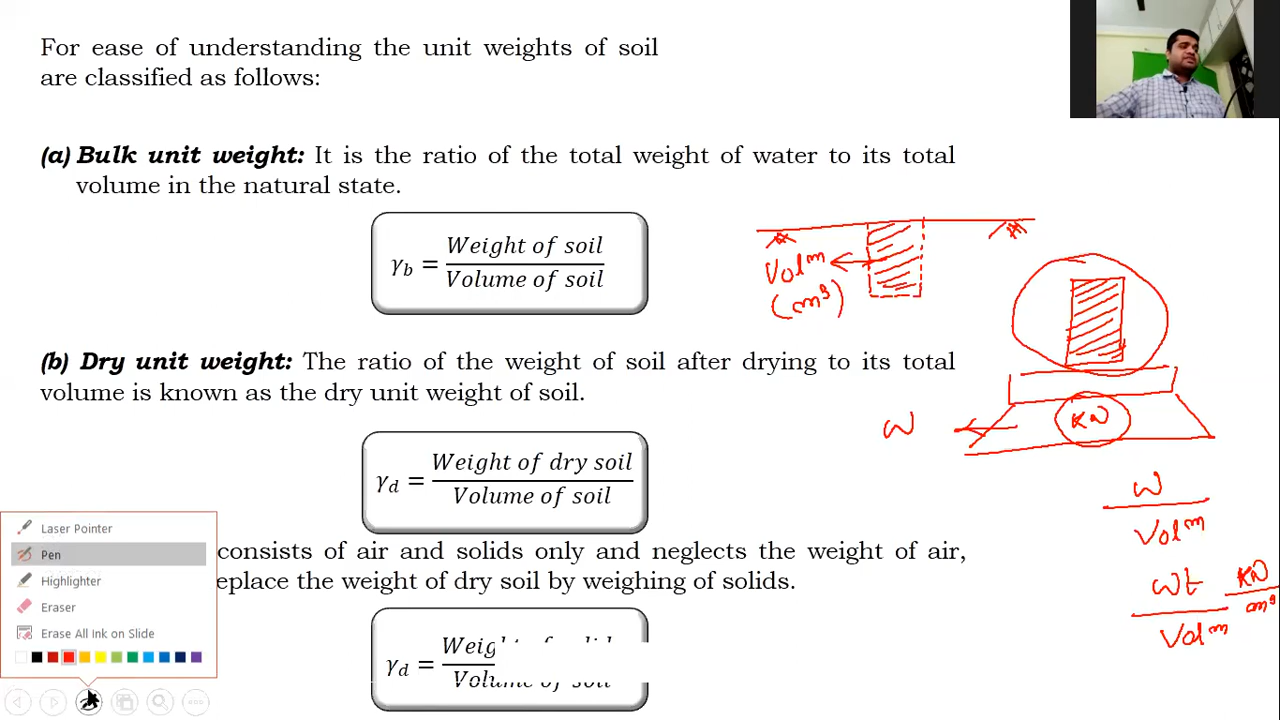 For ease of understanding the unit weights of soil
are classified as follows:
(a) Bulk unit weight: It is the ratio of the total weight of water to its total
volume in the natural state.
γb = Weight of soil
Volume of soil
Volm
(m³)
(b) Dry unit weight: The ratio of the weight of soil after drying to its total
volume is known as the dry unit weight of soil.
W
KN
γd = Weight of dry soil
Volume of soil
W
Volm
Laser Pointer
Pen
Highlighter
Eraser
Erase All Ink on Slide
consists of air and solids only and neglects the weight of air,
eplace the weight of dry soil by weighing of solids.
Wt
Volm
KN
m³
γd = Weig
Volume of soil